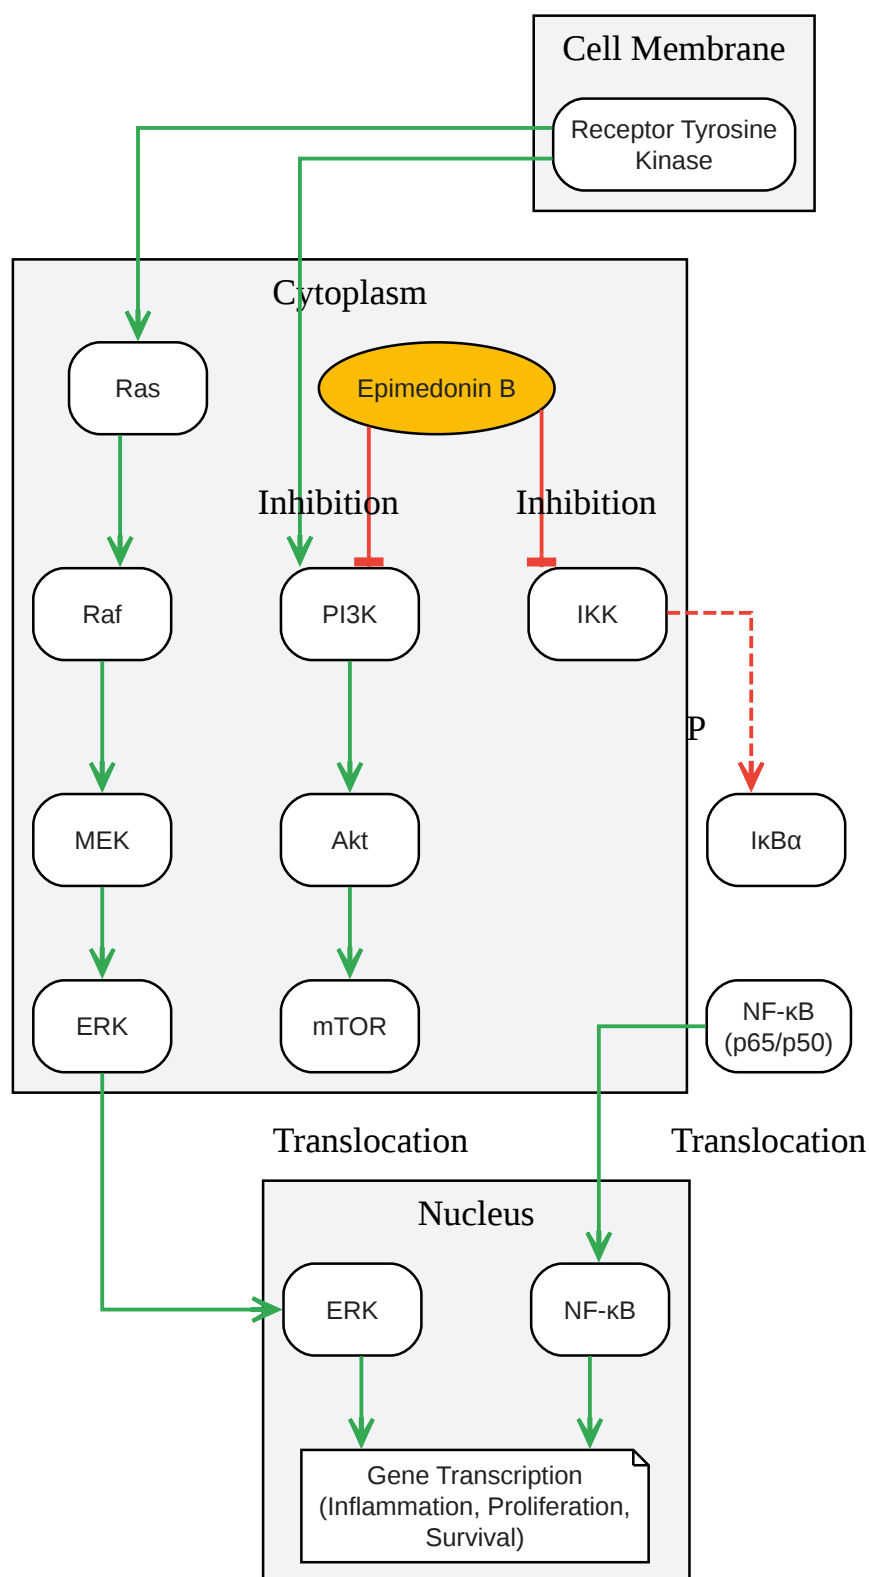 Cell Membrane
Receptor Tyrosine
Kinase
Cytoplasm
Ras
Epimedonin B
Inhibition
Inhibition
Raf
PI3K
IKK
P
MEK
Akt
IκBα
ERK
mTOR
NF-κB
(p65/p50)
Translocation
Translocation
Nucleus
ERK
NF-κB
Gene Transcription
(Inflammation, Proliferation,
Survival)